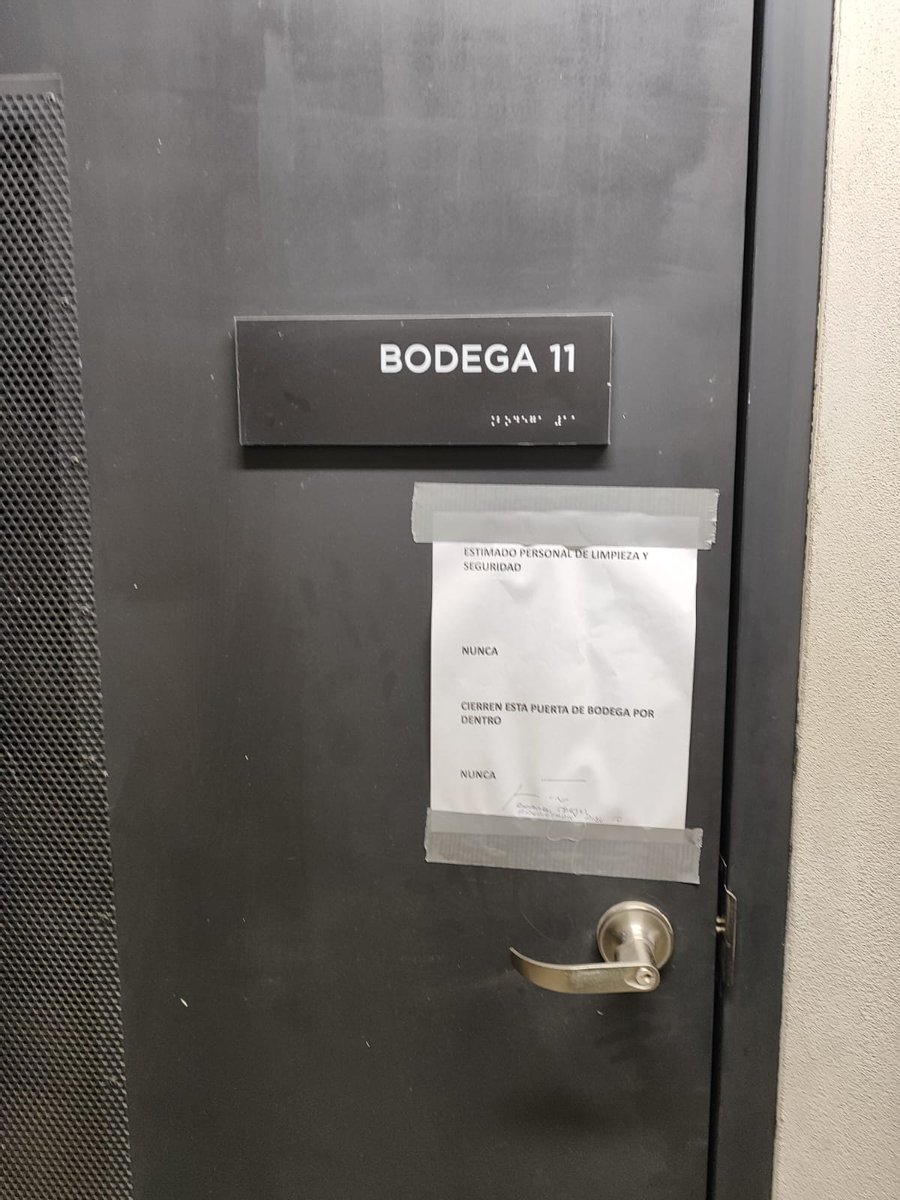 BODEGA 11
ESTIMADO PERSONAL DE LIMPIEZA Y
SEGURIDAD
NUNCA
CIERREN ESTA PUERTA DE BODEGA POR
DENTRO
NUNCA